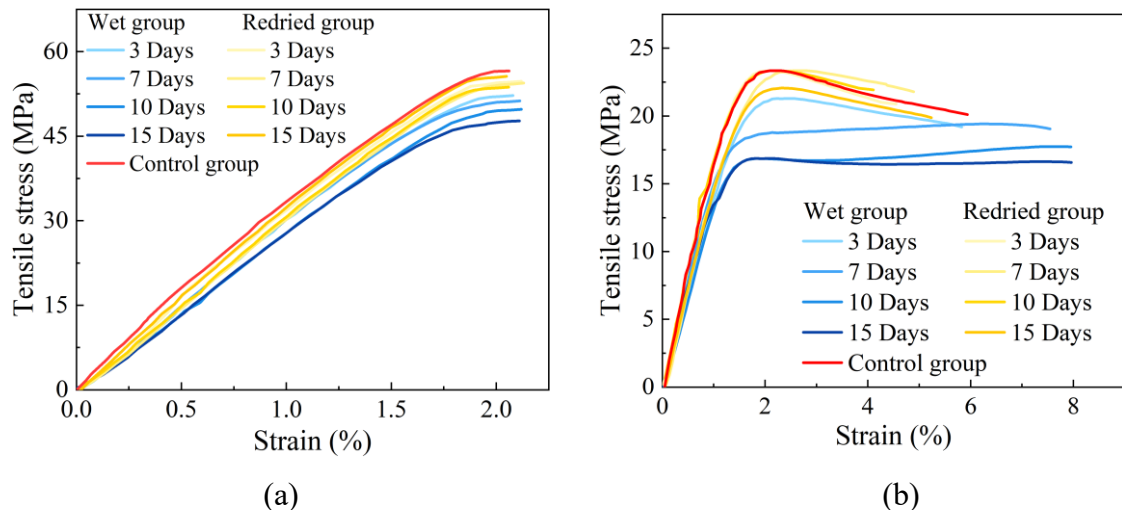 Wet group Redried group
3 Days 3 Days
7 Days 7 Days
10 Days 10 Days
15 Days 15 Days
Control group
60
45
30
15
0
Tensile stress (MPa)
0.0 0.5 1.0 1.5 2.0
Strain (%)
(a)
25
20
15
10
5
0
Tensile stress (MPa)
Wet group Redried group
3 Days 3 Days
7 Days 7 Days
10 Days 10 Days
15 Days 15 Days
Control group
0 2 4 6 8
Strain (%)
(b)